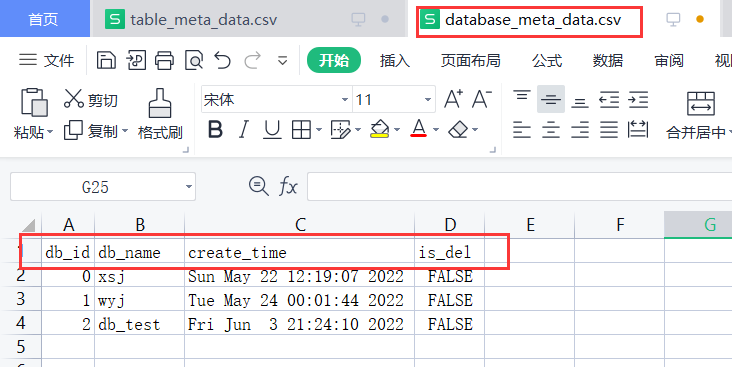 首页 S table_meta_data.csv S database_meta_data.csv
文件 开始 插入 页面布局 公式 数据 审阅
粘贴 剪切 复制 格式刷 宋体 11 A+ A- 合并居中
B I U A
G25 fx
A B C D E F G
1 db_id db_name create_time is_del
2 0 xsj Sun May 22 12:19:07 2022 FALSE
3 1 wyj Tue May 24 00:01:44 2022 FALSE
4 2 db_test Fri Jun 3 21:24:10 2022 FALSE
5